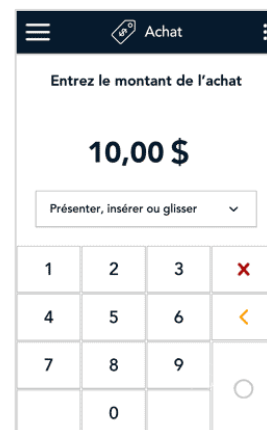 Achat
Entrez le montant de l’achat
10,00 $
Présenter, insérer ou glisser
1 2 3
4 5 6
7 8 9
0